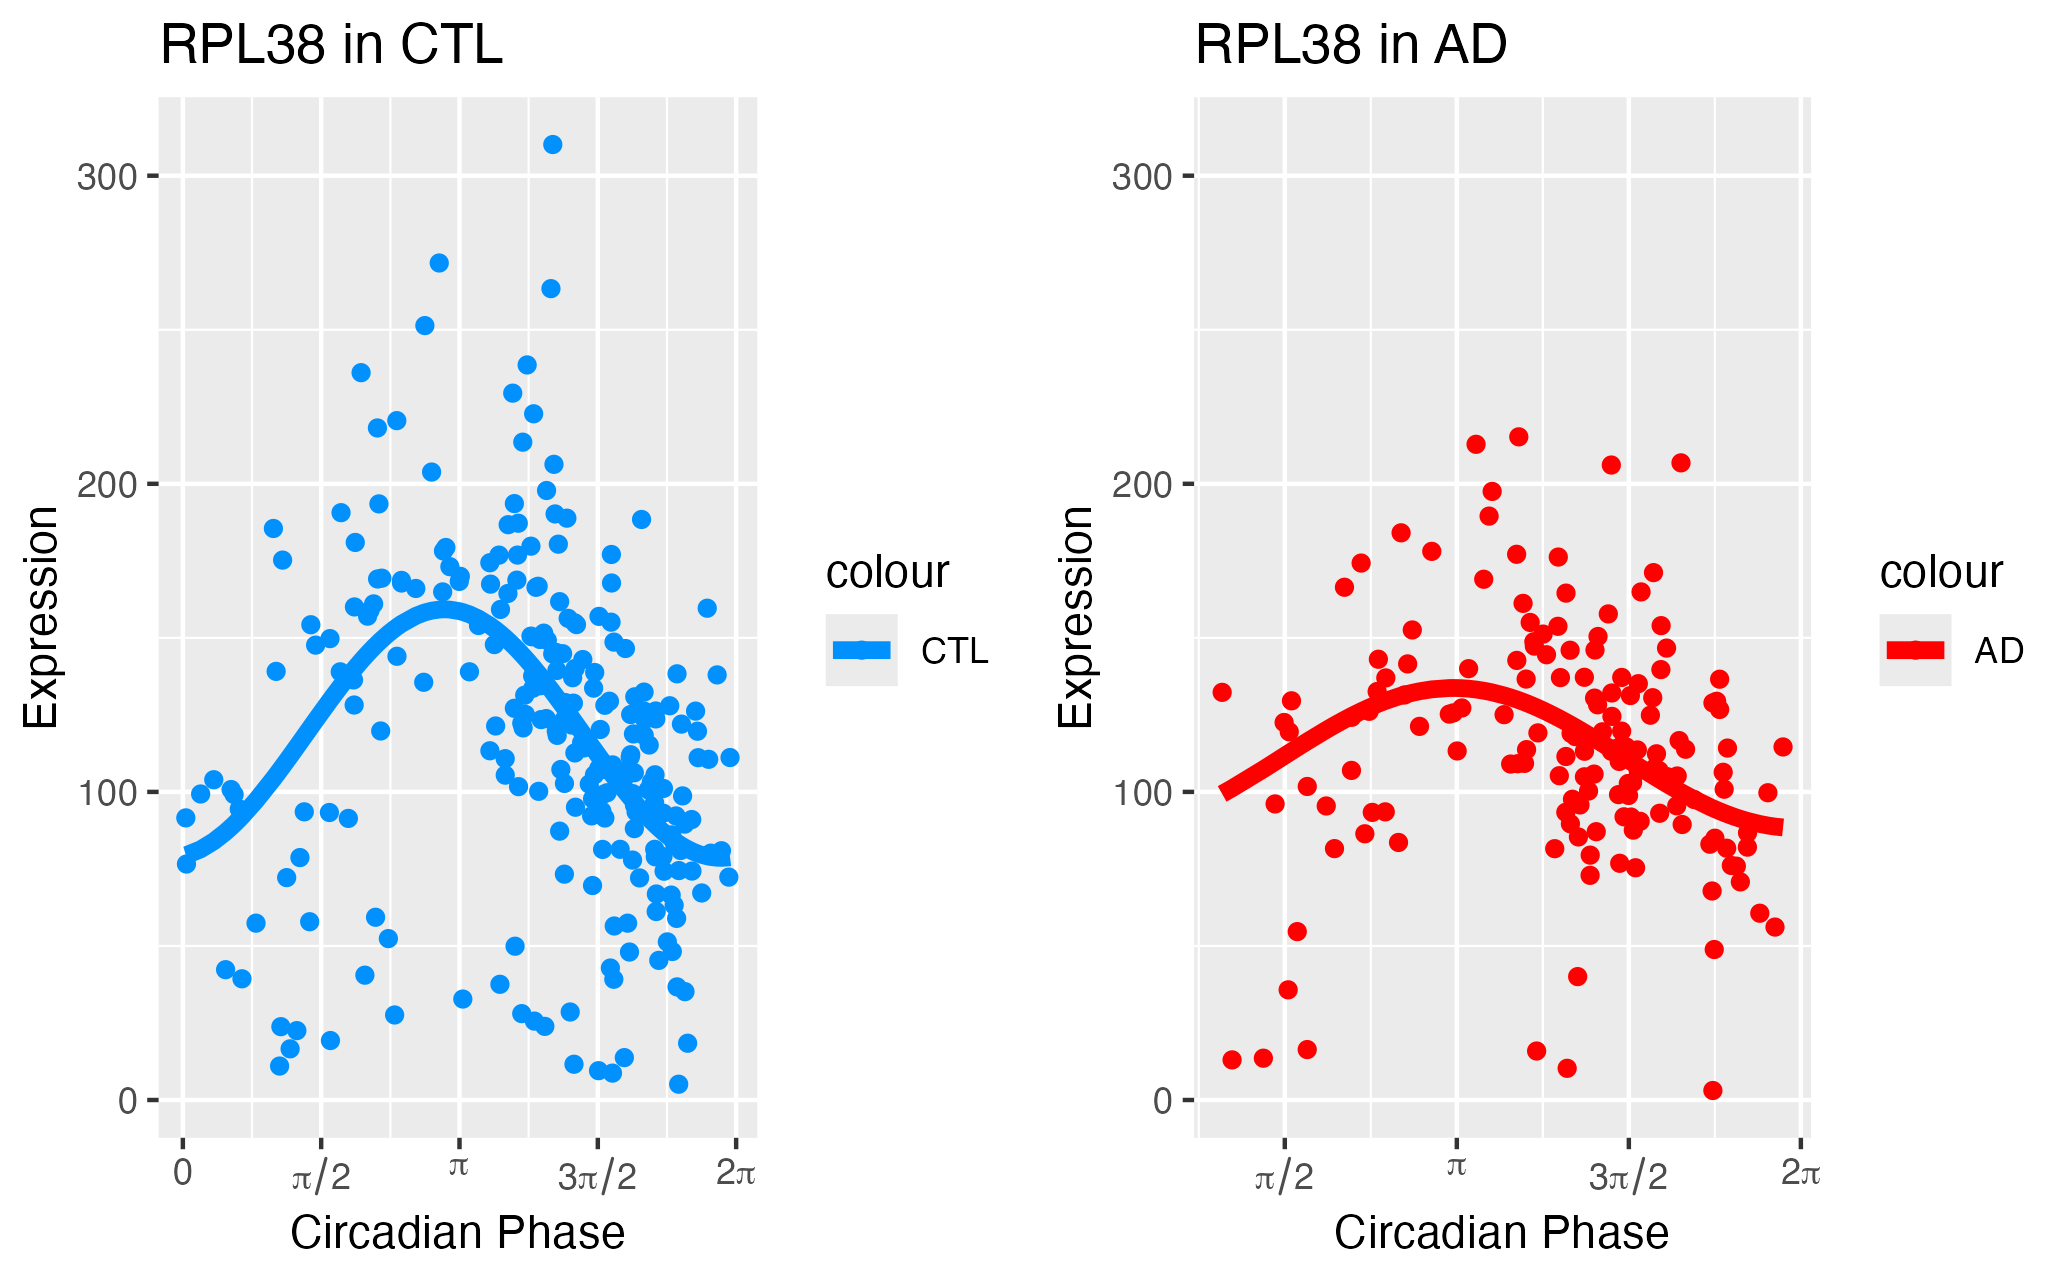 RPL38 in CTL
300
200
100
0
Expression
0 π/2 π 3π/2 2π
Circadian Phase
colour
CTL
RPL38 in AD
300
200
100
0
Expression
π/2 π 3π/2 2π
Circadian Phase
colour
AD